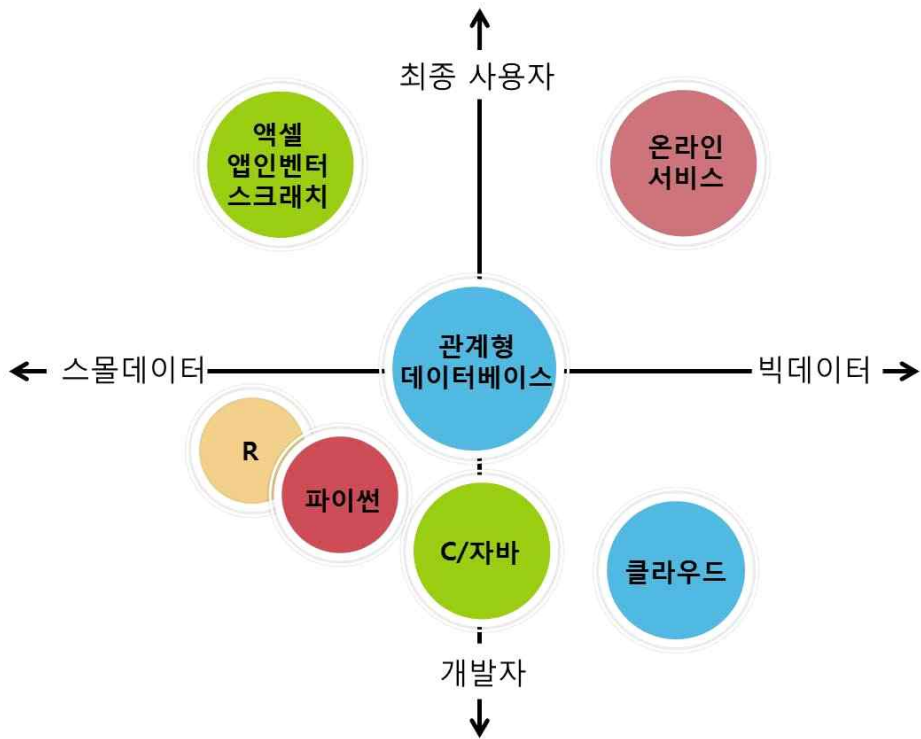 최종 사용자
액셀
앱인벤터
스크래치
온라인
서비스
관계형
데이터베이스
스몰데이터
빅데이터
R
파이썬
C/자바
클라우드
개발자